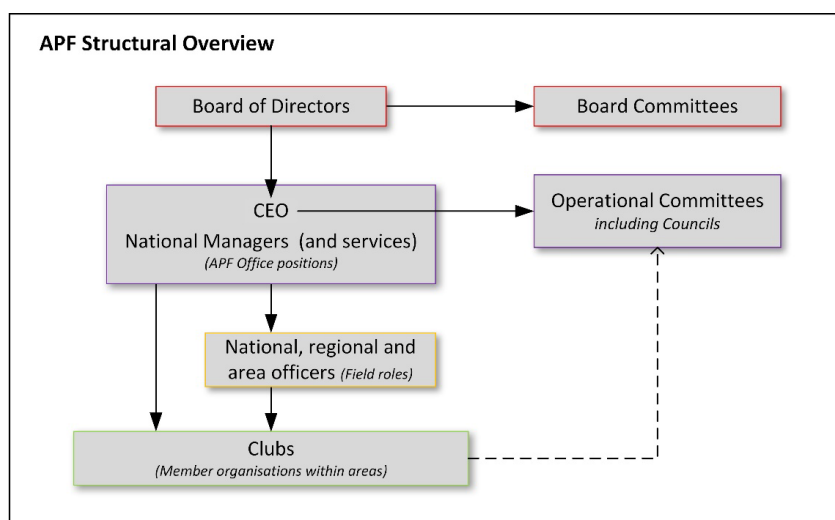 APF Structural Overview
Board of Directors
Board Committees
CEO
National Managers (and services)
(APF Office positions)
Operational Committees
including Councils
National, regional and
area officers (Field roles)
Clubs
(Member organisations within areas)